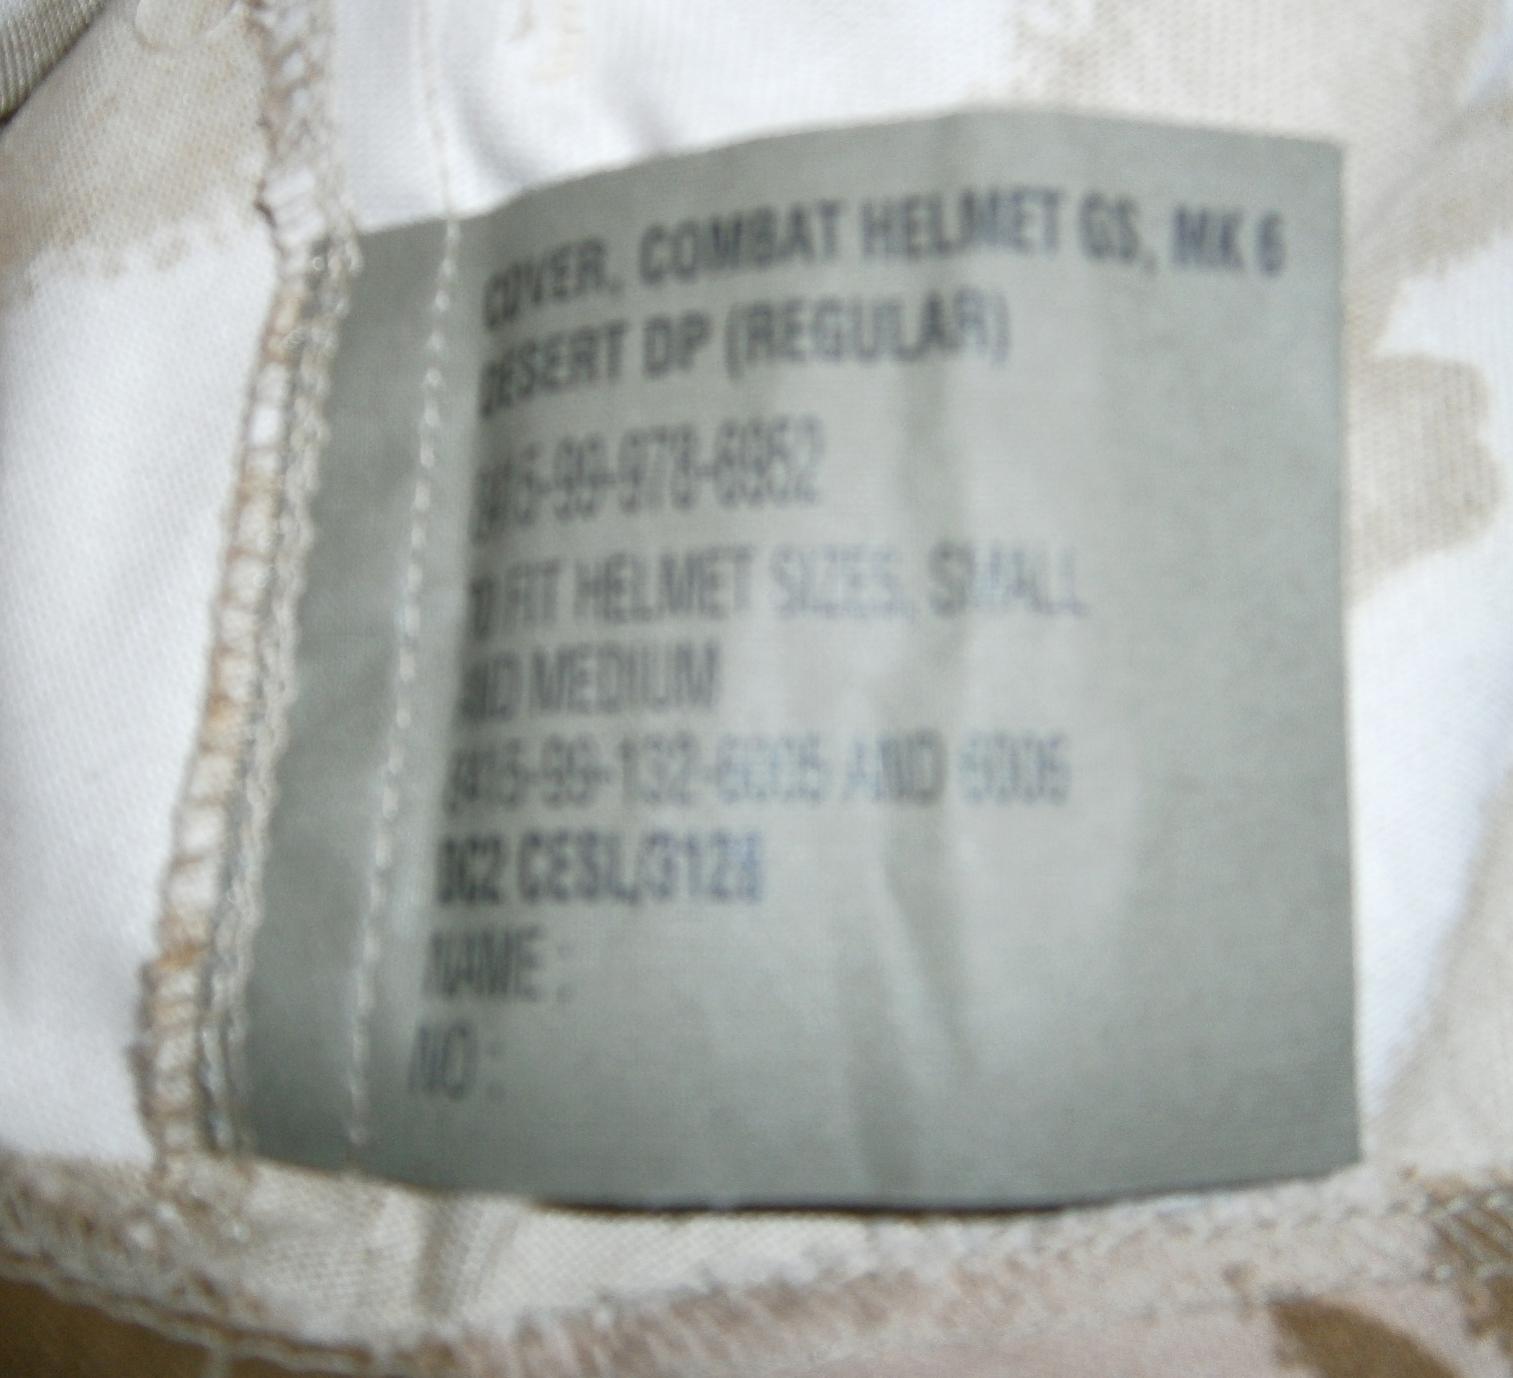 COVER, COMBAT HELMET GS, MK 6
DESERT DP (REGULAR)
8415-99-978-6952
TO FIT HELMET SIZES, SMALL
AND MEDIUM
8415-99-132-6005 AND 6006
DC2 CESL/3128
NAME :
NO :